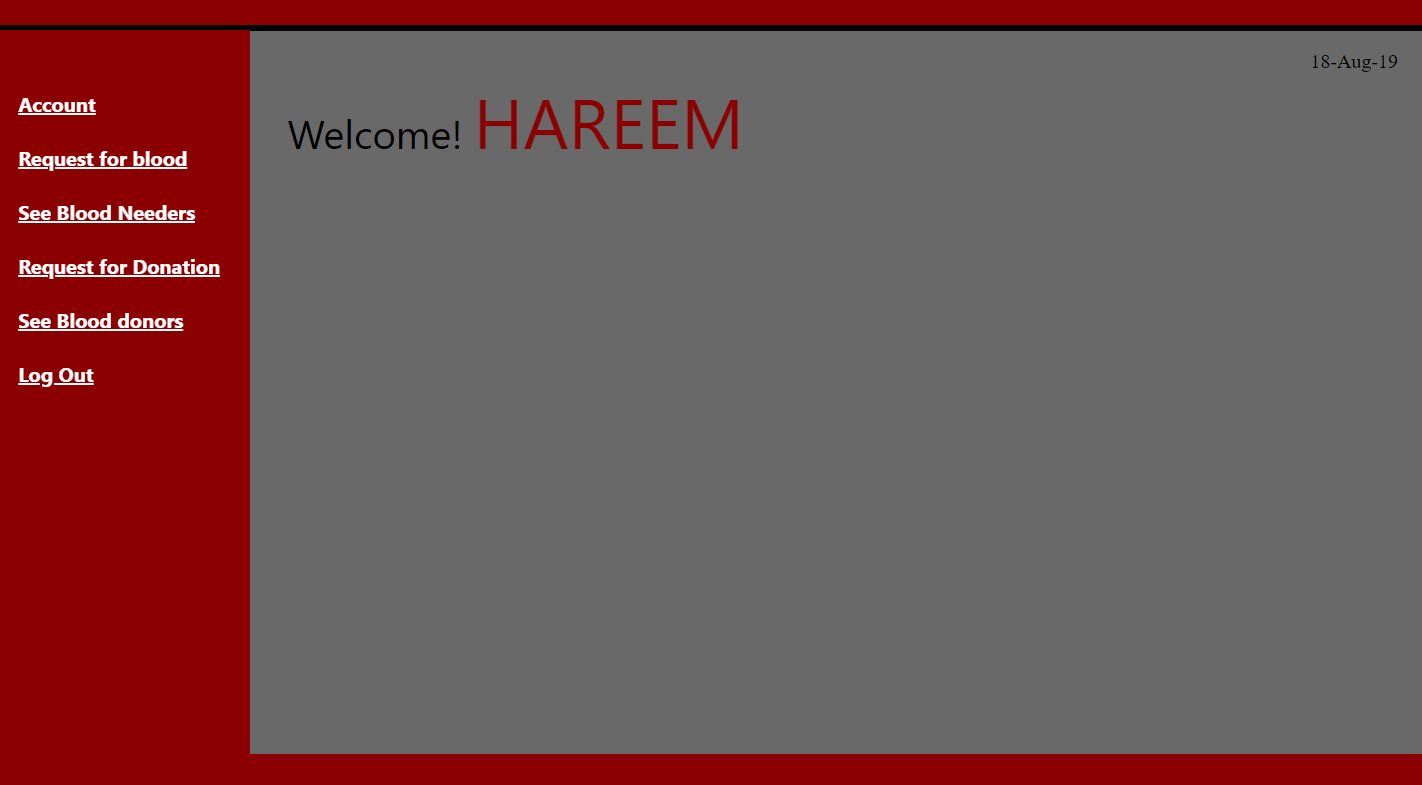 18-Aug-19
Welcome! HAREEM
Account
Request for blood
See Blood Needers
Request for Donation
See Blood donors
Log Out